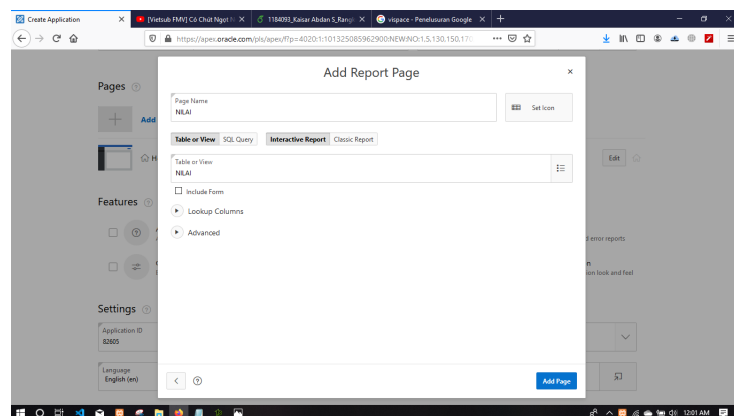 Create Application
[Vietsub FMV] Có Chút Ngọt N
1184093_Kaisar Abdan S_Rangk
vispace - Penelusuran Google
https://apex.oracle.com/pls/apex/f?p=4020:1:101325085962900:NEW:NO:1,5,130,150,170
Add Report Page
Pages
Page Name
NILAI
Set Icon
Add
Table or View
SQL Query
Interactive Report
Classic Report
Table or View
NILAI
H
Edit
Include Form
Features
Lookup Columns
Advanced
d error reports
n
ion look and feel
Settings
Application ID
82605
Language
English (en)
Add Page
12:01 AM